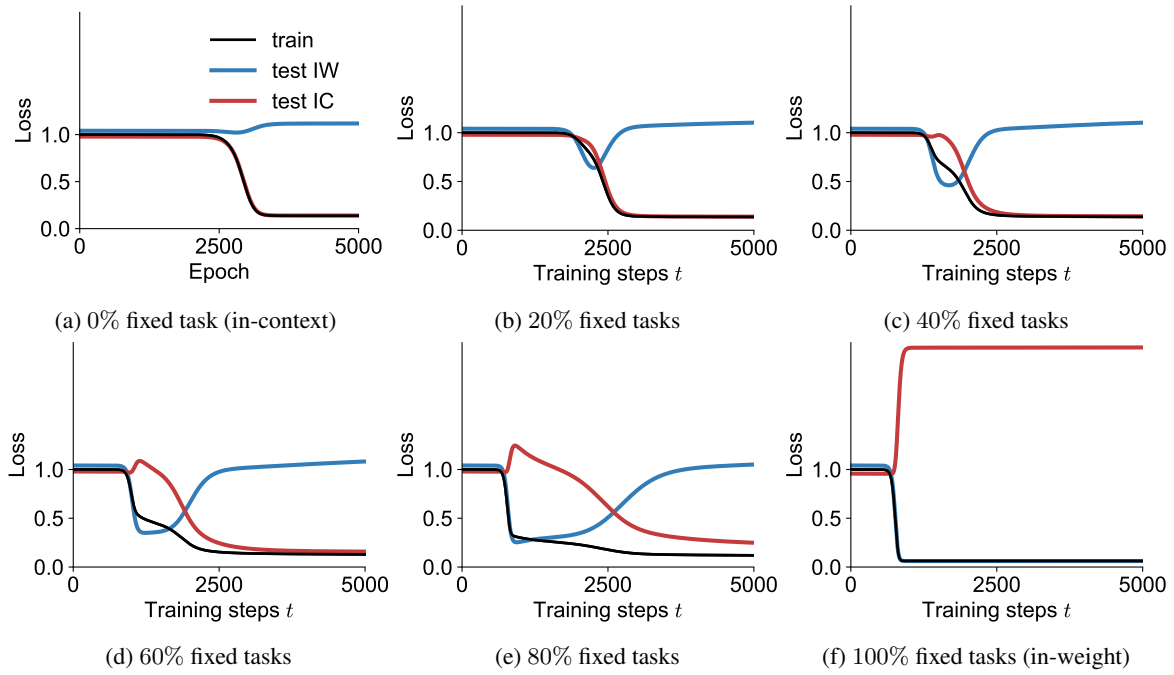 train
test IW
test IC
Loss
1.0
0.5
0.0
0
2500
5000
Epoch
(a) 0% fixed task (in-context)
Loss
1.0
0.5
0.0
0
2500
5000
Training steps t
(b) 20% fixed tasks
Loss
1.0
0.5
0.0
0
2500
5000
Training steps t
(c) 40% fixed tasks
Loss
1.0
0.5
0.0
0
2500
5000
Training steps t
(d) 60% fixed tasks
Loss
1.0
0.5
0.0
0
2500
5000
Training steps t
(e) 80% fixed tasks
Loss
1.0
0.5
0.0
0
2500
5000
Training steps t
(f) 100% fixed tasks (in-weight)